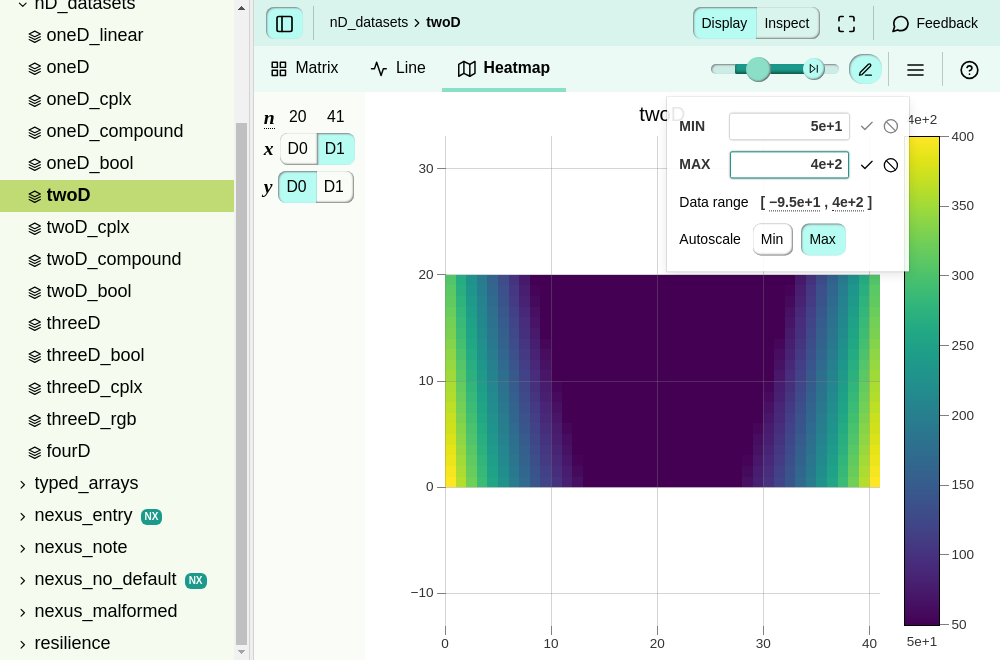 nD_datasets
oneD_linear
oneD
oneD_cplx
oneD_compound
oneD_bool
twoD
twoD_cplx
twoD_compound
twoD_bool
threeD
threeD_bool
threeD_cplx
threeD_rgb
fourD
typed_arrays
nexus_entry NX
nexus_note
nexus_no_default NX
nexus_malformed
resilience
nD_datasets > twoD
Display Inspect
Feedback
Matrix
Line
Heatmap
n 20 41
x D0 D1
y D0 D1
twoD
MIN 5e+1
MAX 4e+2
Data range [ −9.5e+1 , 4e+2 ]
Autoscale Min Max
30
20
10
0
−10
0 10 20 30 40
4e+2
400
350
300
250
200
150
100
50
5e+1